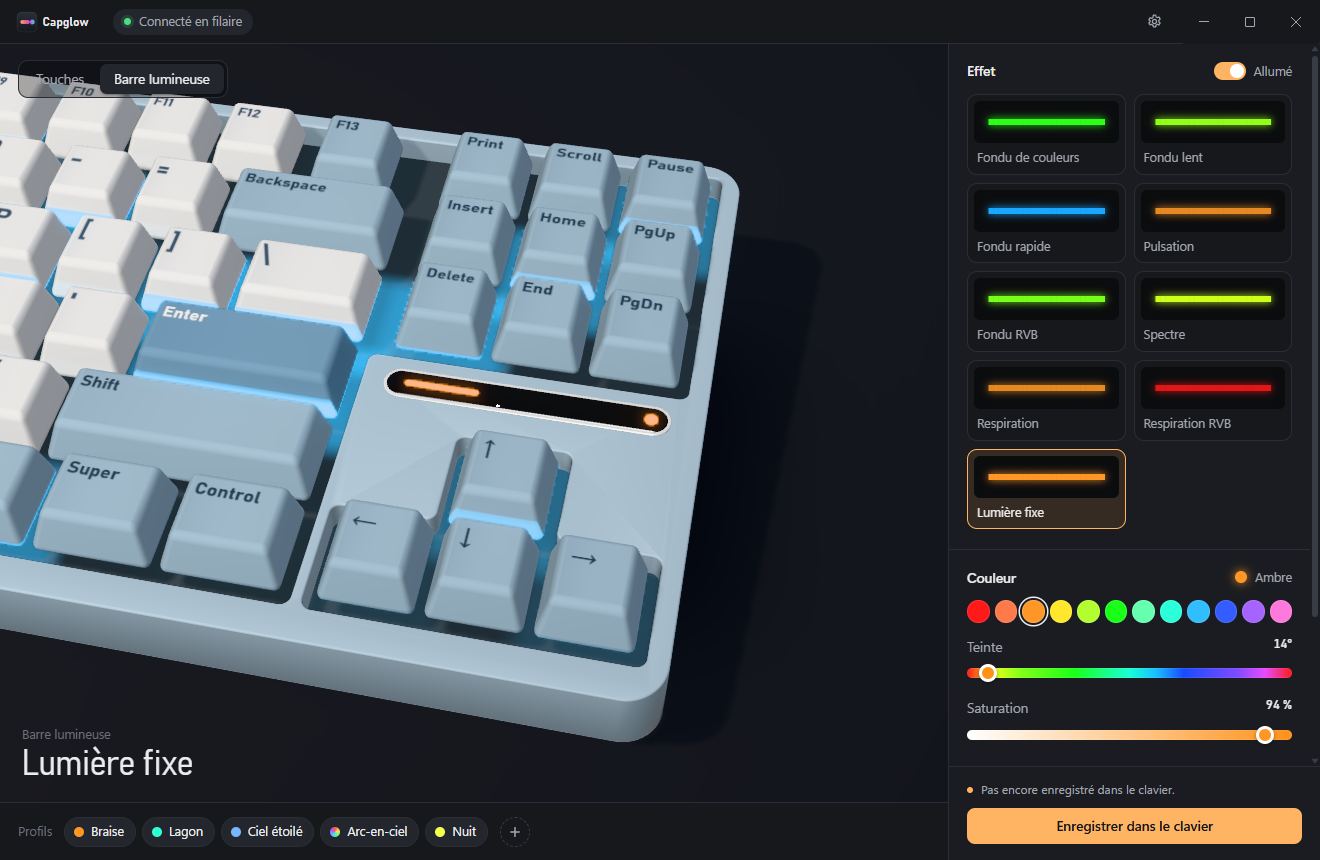 Capglow
Connecté en filaire
Touches
Barre lumineuse
F10
F11
F12
F13
Print
Scroll
Pause
-
=
Backspace
Insert
Home
PgUp
[
]
\
Delete
End
PgDn
'
Enter
Shift
↑
Super
Control
←
↓
→
Barre lumineuse
Lumière fixe
Profils
Braise
Lagon
Ciel étoilé
Arc-en-ciel
Nuit
+
Effet
Allumé
Fondu de couleurs
Fondu lent
Fondu rapide
Pulsation
Fondu RVB
Spectre
Respiration
Respiration RVB
Lumière fixe
Couleur
Ambre
Teinte
14°
Saturation
94 %
Pas encore enregistré dans le clavier.
Enregistrer dans le clavier